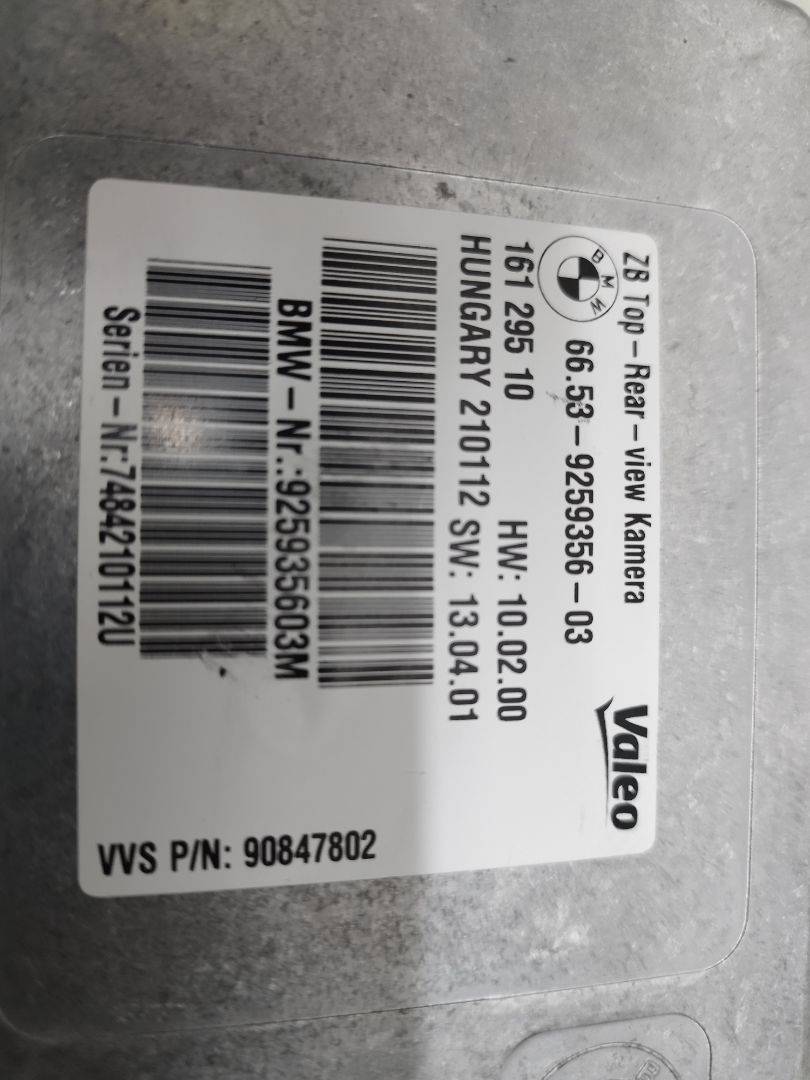 ZB Top-Rear-view Kamera
Valeo
BMW
66.53-9259356-03
161 295 10
HW: 10.02.00
HUNGARY 210112 SW: 13.04.01
BMW-Nr.:925935603M
Serien-Nr:7484210112U
VVS P/N: 90847802